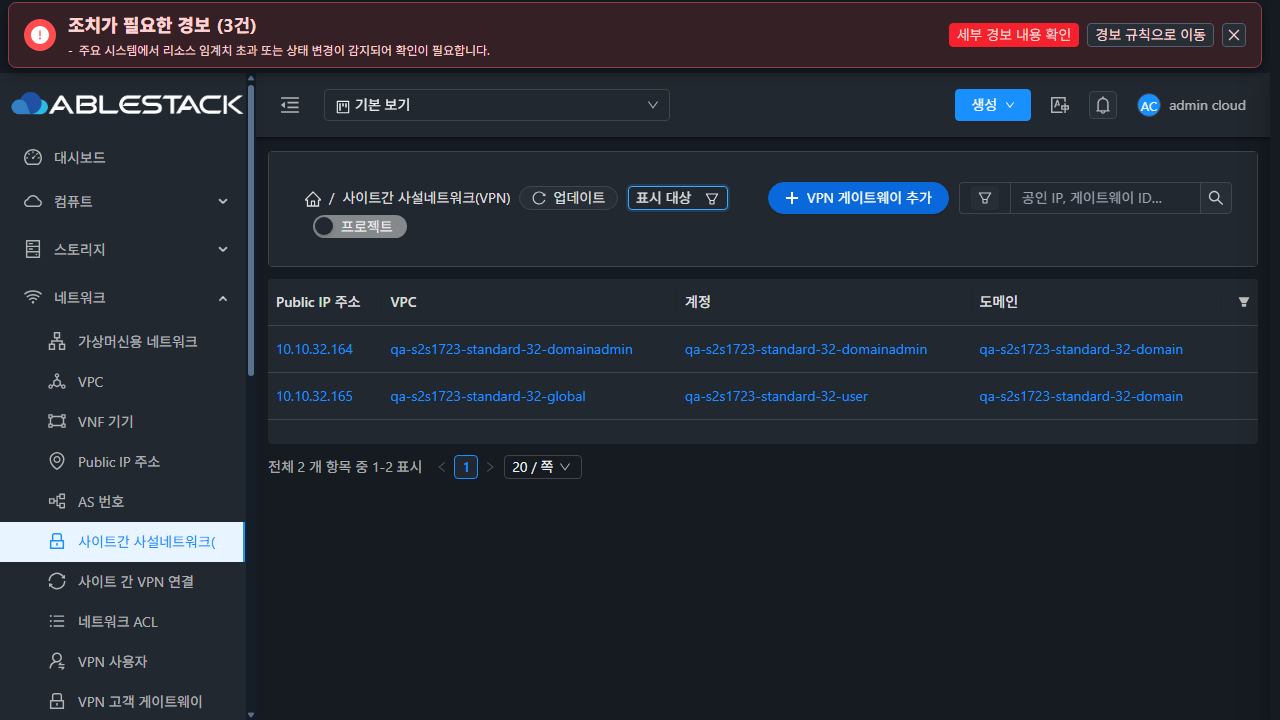 조치가 필요한 경보 (3건)
- 주요 시스템에서 리소스 임계치 초과 또는 상태 변경이 감지되어 확인이 필요합니다.
세부 경보 내용 확인
경보 규칙으로 이동
ABLESTACK
기본 보기
생성
AC
admin cloud
대시보드
컴퓨트
스토리지
네트워크
가상머신용 네트워크
VPC
VNF 기기
Public IP 주소
AS 번호
사이트간 사설네트워크(
사이트 간 VPN 연결
네트워크 ACL
VPN 사용자
VPN 고객 게이트웨이
/ 사이트간 사설네트워크(VPN)
업데이트
표시 대상
프로젝트
VPN 게이트웨이 추가
공인 IP, 게이트웨이 ID...
Public IP 주소 VPC 계정 도메인
10.10.32.164 qa-s2s1723-standard-32-domainadmin qa-s2s1723-standard-32-domainadmin qa-s2s1723-standard-32-domain
10.10.32.165 qa-s2s1723-standard-32-global qa-s2s1723-standard-32-user qa-s2s1723-standard-32-domain
전체 2 개 항목 중 1-2 표시
1
20 / 쪽